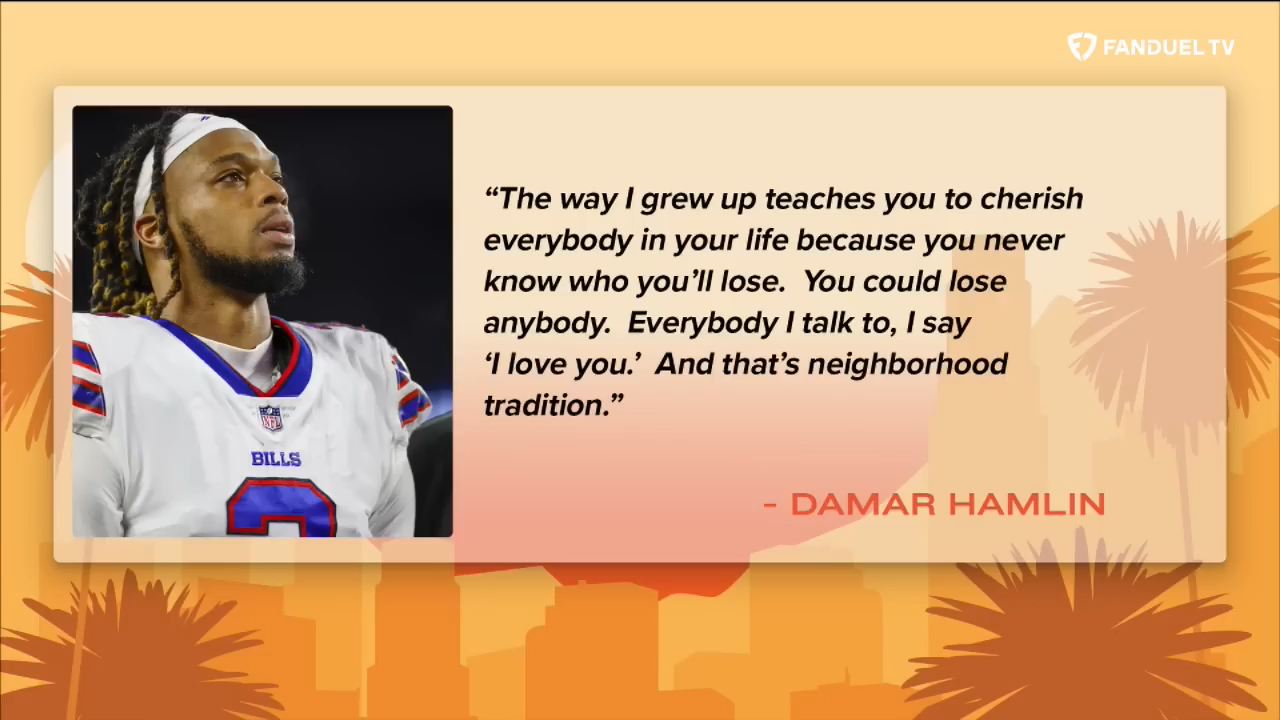 FANDUEL TV
“The way I grew up teaches you to cherish
everybody in your life because you never
know who you’ll lose.  You could lose
anybody.  Everybody I talk to, I say
‘I love you.’  And that’s neighborhood
tradition.”
NFL
BILLS
- DAMAR HAMLIN